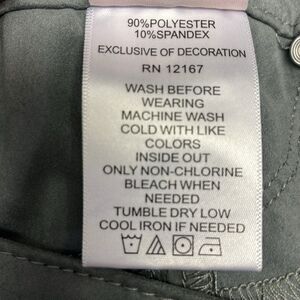 90%POLYESTER
10%SPANDEX
EXCLUSIVE OF DECORATION
RN 12167
WASH BEFORE
WEARING
MACHINE WASH
COLD WITH LIKE
COLORS
INSIDE OUT
ONLY NON-CHLORINE
BLEACH WHEN
NEEDED
TUMBLE DRY LOW
COOL IRON IF NEEDED